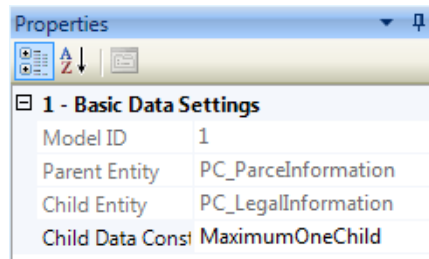 Properties
A
Z
1 - Basic Data Settings
Model ID 1
Parent Entity PC_ParceInformation
Child Entity PC_LegalInformation
Child Data Const MaximumOneChild